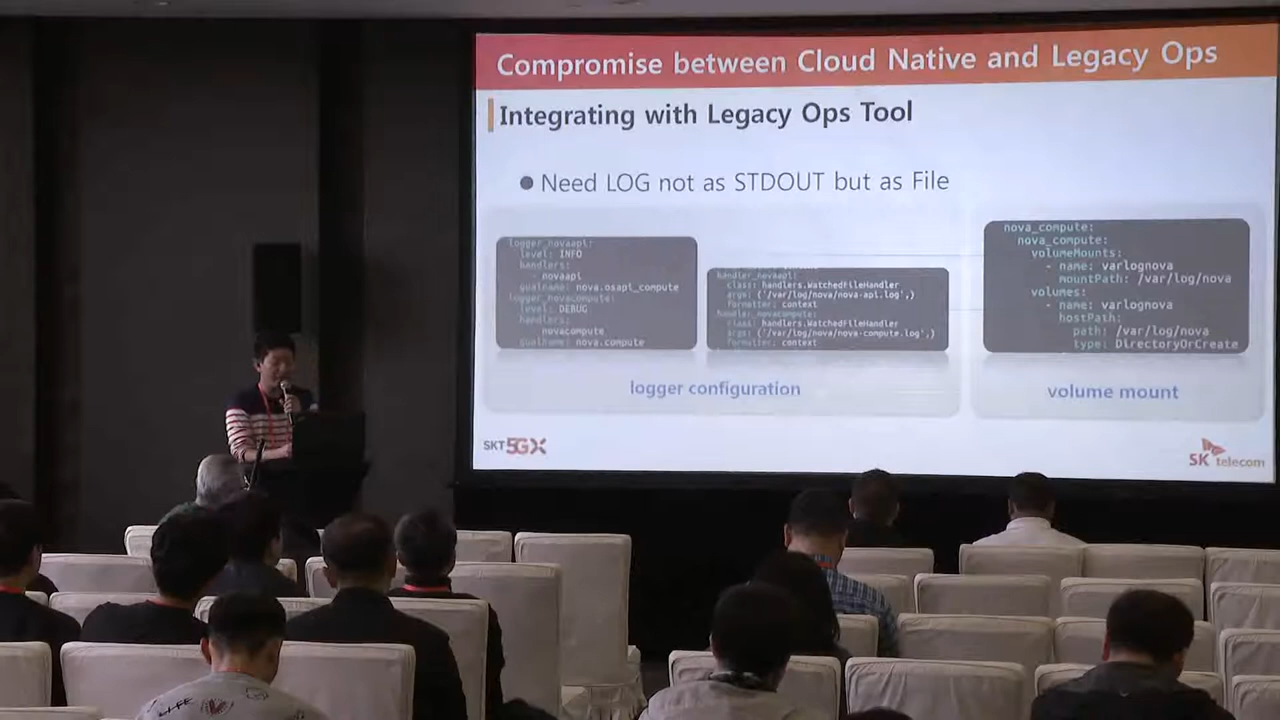 Compromise between Cloud Native and Legacy Ops
Integrating with Legacy Ops Tool
● Need LOG not as STDOUT but as File
logger_novaapi:
level: INFO
handlers:
- novaapi
qualname: nova.osapi_compute
logger_novacompute:
level: DEBUG
handlers:
novacompute
qualname: nova.compute
handler_novaapi:
class: handlers.WatchedFileHandler
args: ('/var/log/nova/nova-api.log',)
formatter: context
handler_novacompute:
class: handlers.WatchedFileHandler
args: ('/var/log/nova/nova-compute.log',)
formatter: context
nova_compute:
nova_compute:
volumeMounts:
- name: varlognova
mountPath: /var/log/nova
volumes:
- name: varlognova
hostPath:
path: /var/log/nova
type: DirectoryOrCreate
logger configuration
volume mount
SKT 5GX
SK telecom
LIFE